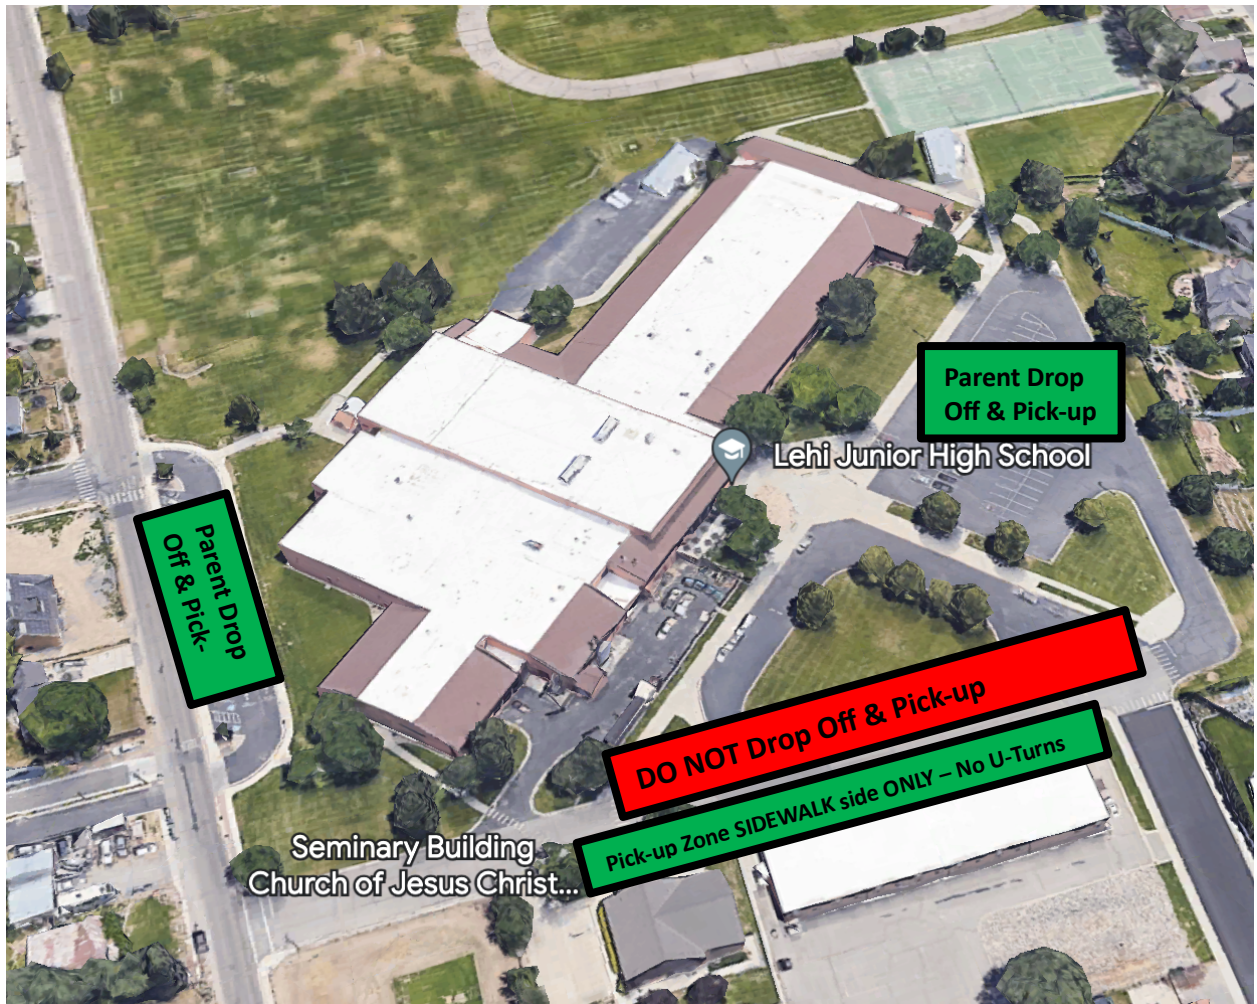 Parent Drop
Off & Pick-up
Lehi Junior High School
Parent Drop
Off & Pick-
DO NOT Drop Off & Pick-up
Pick-up Zone SIDEWALK side ONLY – No U-Turns
Seminary Building
Church of Jesus Christ...